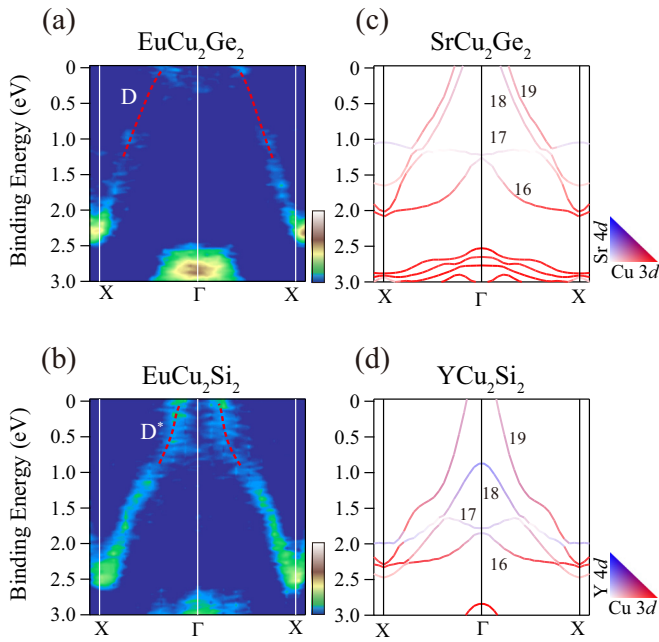 (a)
EuCu₂Ge₂
Binding Energy (eV)
0
0.5
1.0
1.5
2.0
2.5
3.0
D
X
Γ
X
(c)
SrCu₂Ge₂
0
0.5
1.0
1.5
2.0
2.5
3.0
19
18
17
16
X
Γ
X
Sr 4d
Cu 3d
(b)
EuCu₂Si₂
Binding Energy (eV)
0
0.5
1.0
1.5
2.0
2.5
3.0
D*
X
Γ
X
(d)
YCu₂Si₂
0
0.5
1.0
1.5
2.0
2.5
3.0
19
18
17
16
X
Γ
X
Y 4d
Cu 3d